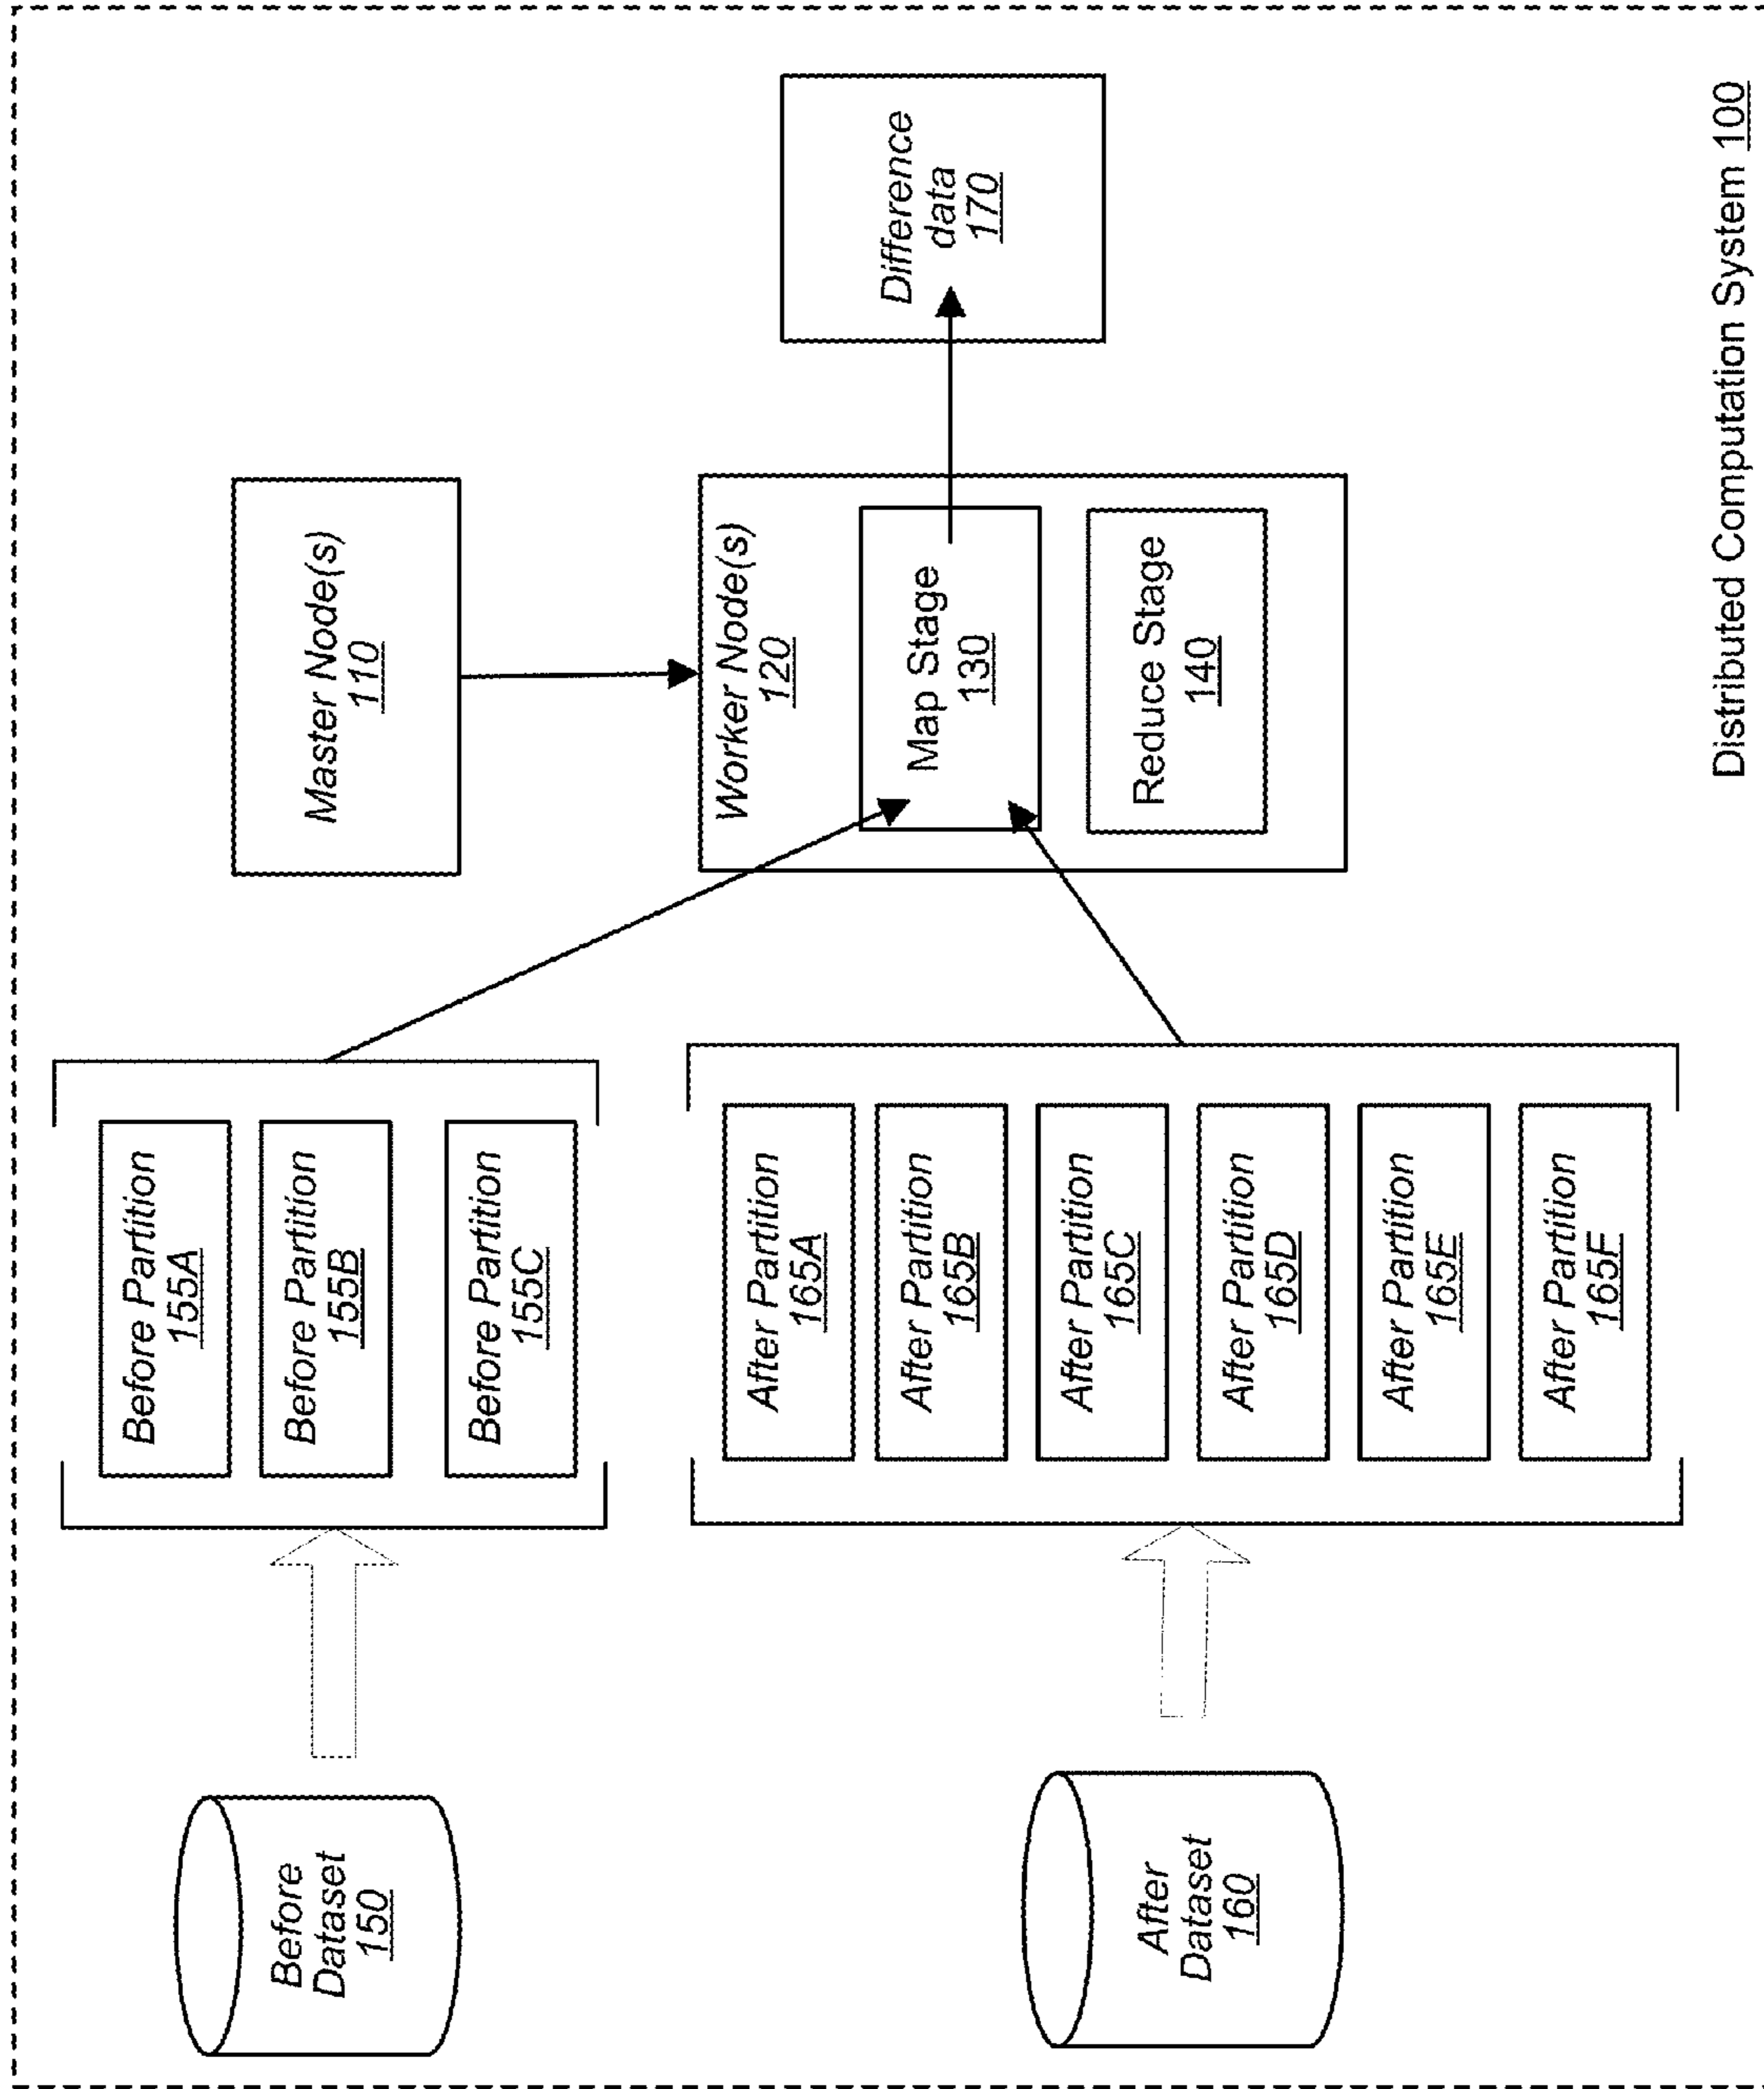 Before
Dataset
150
After
Dataset
160
Before Partition
155A
Before Partition
155B
Before Partition
155C
After Partition
165A
After Partition
165B
After Partition
165C
After Partition
165D
After Partition
165E
After Partition
165F
Master Node(s)
110
Worker Node(s)
120
Map Stage
130
Reduce Stage
140
Difference
data
170
Distributed Computation System 100